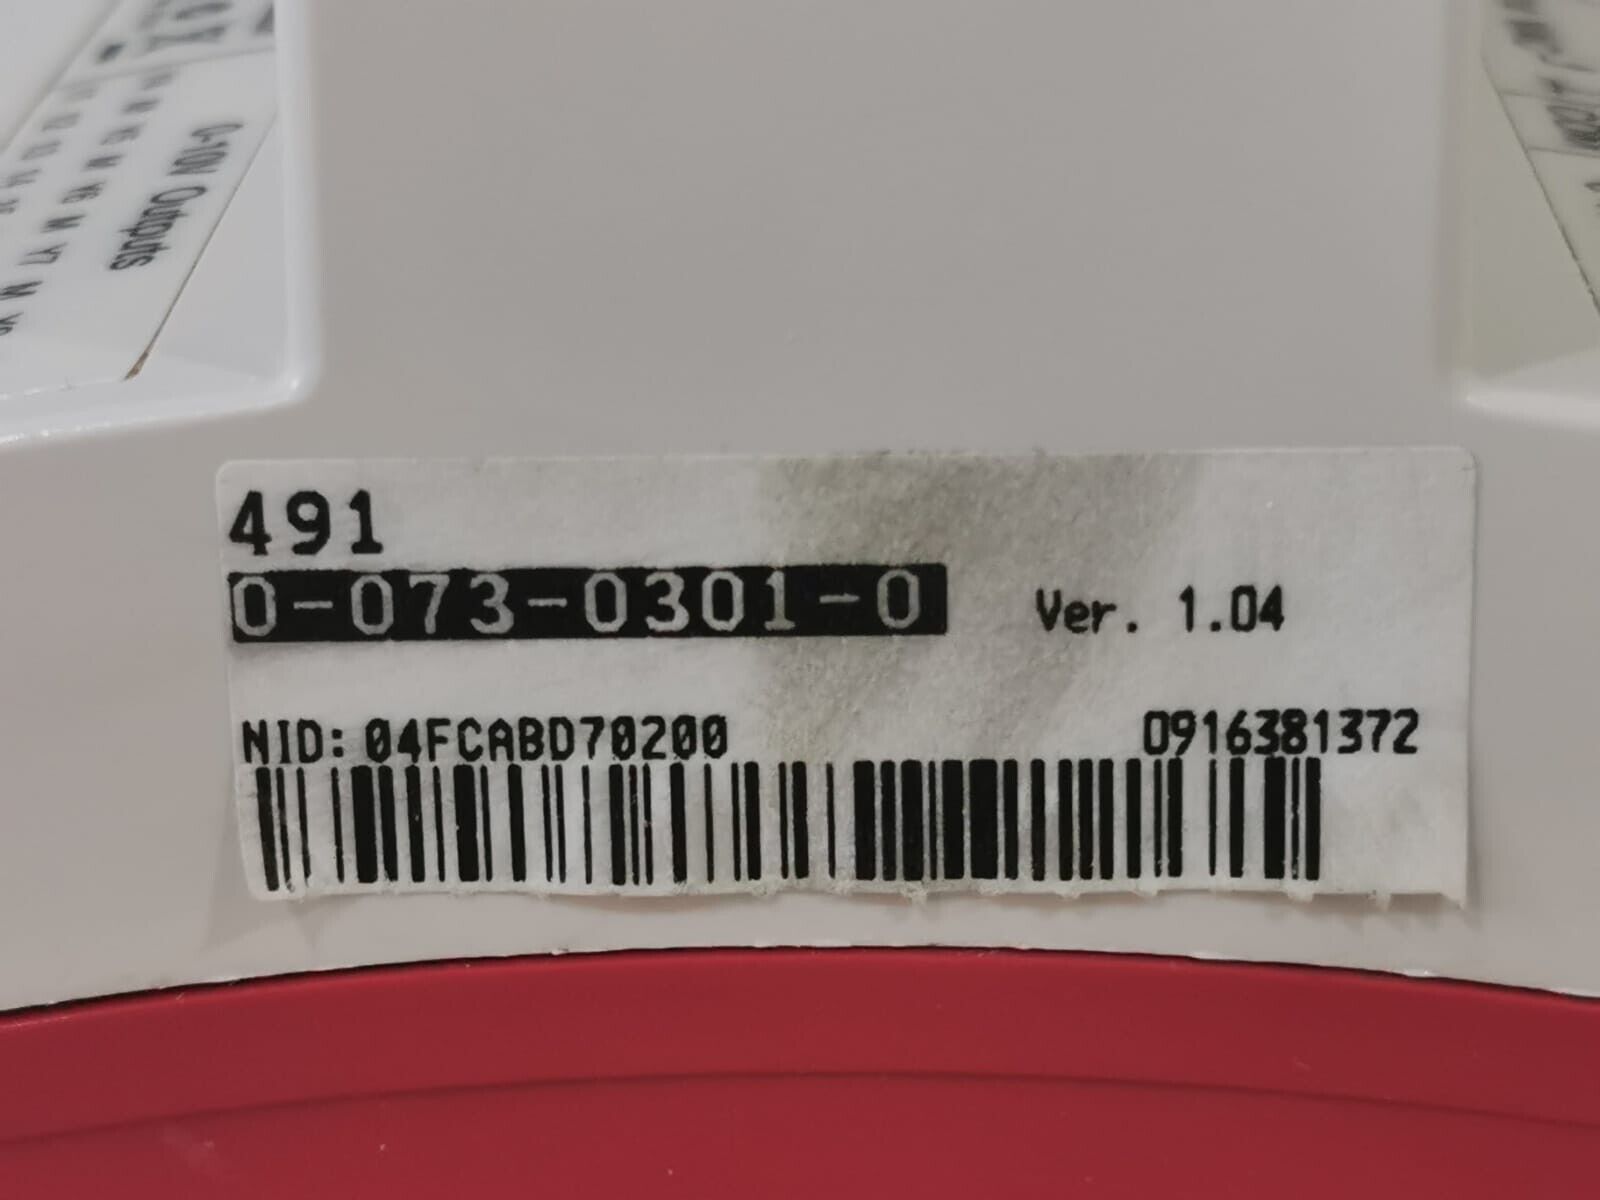 0-10V Outputs
491
0-073-0301-0 Ver. 1.04
NID: 04FCABD70200 0916381372